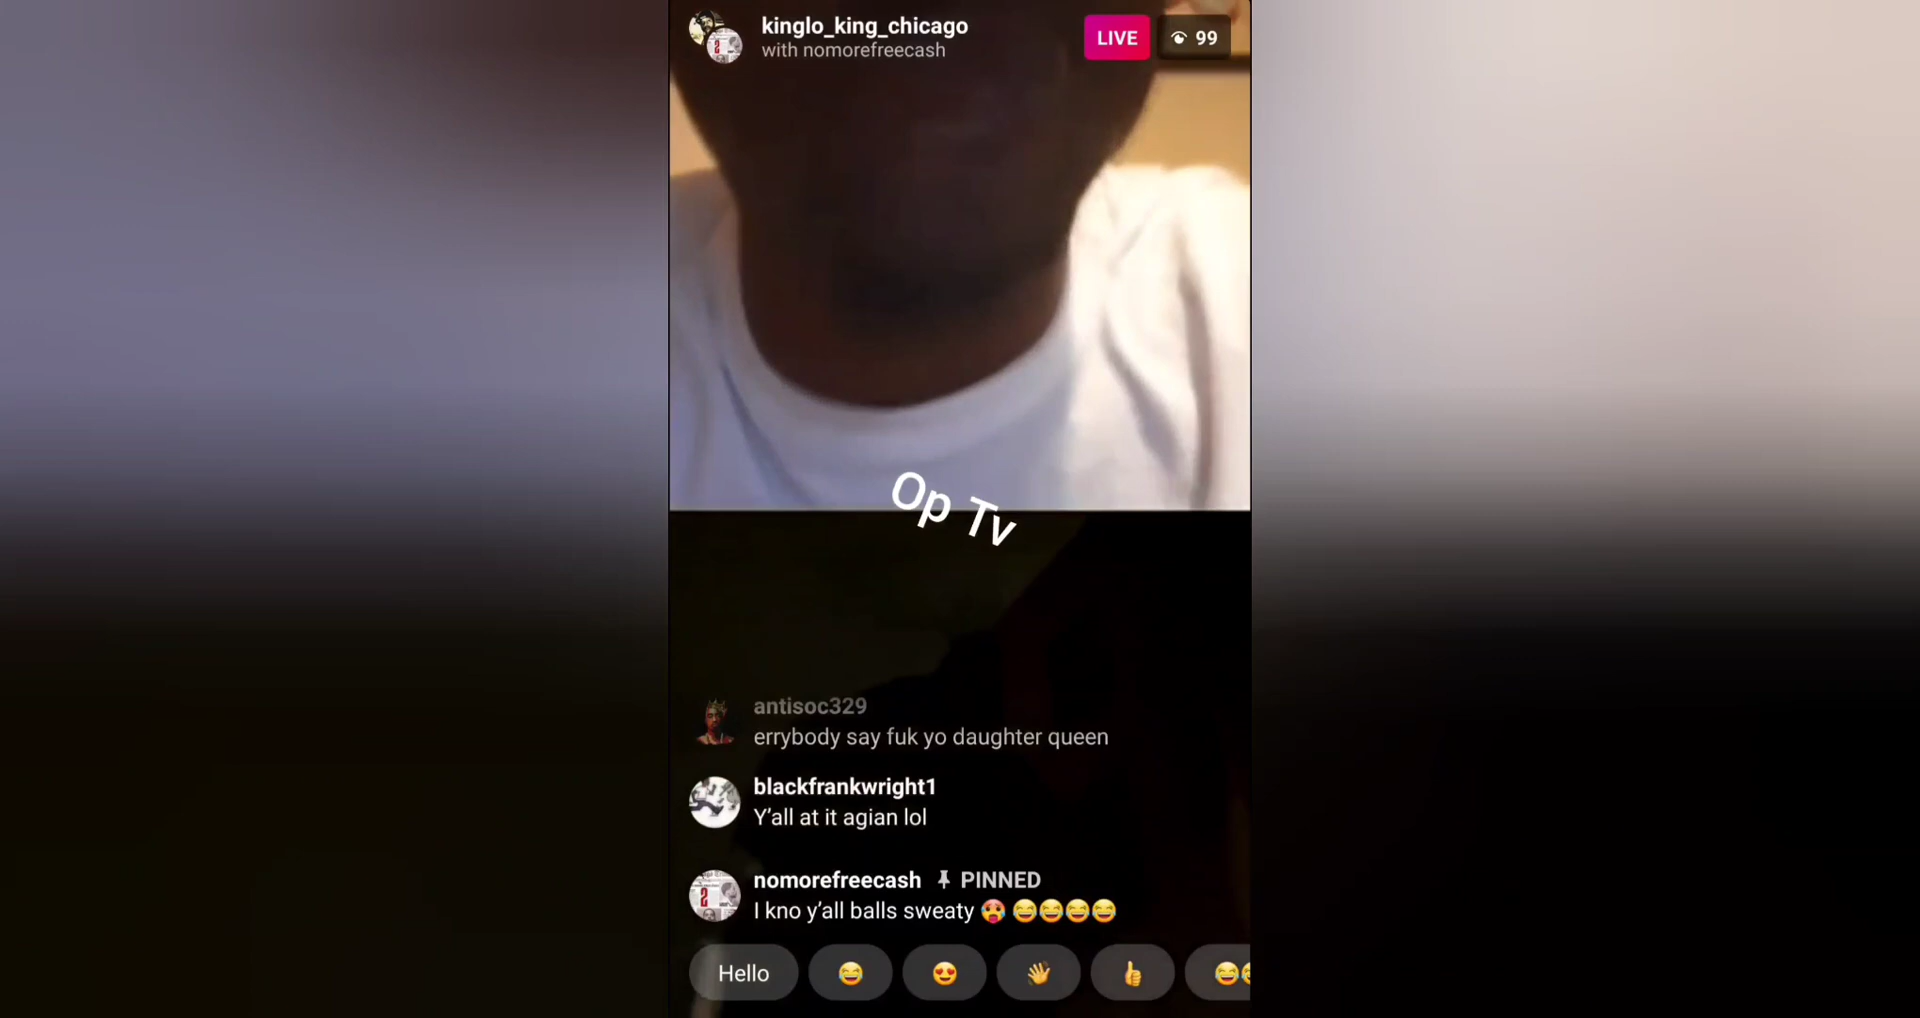 kinglo_king_chicago
with nomorefreecash
LIVE
99
Op Tv
antisoc329
errybody say fuk yo daughter queen
blackfrankwright1
Y'all at it agian lol
nomorefreecash PINNED
I kno y'all balls sweaty 🥵 😂😂😂😂
Hello 😂 😍 👋 👍 😂😂